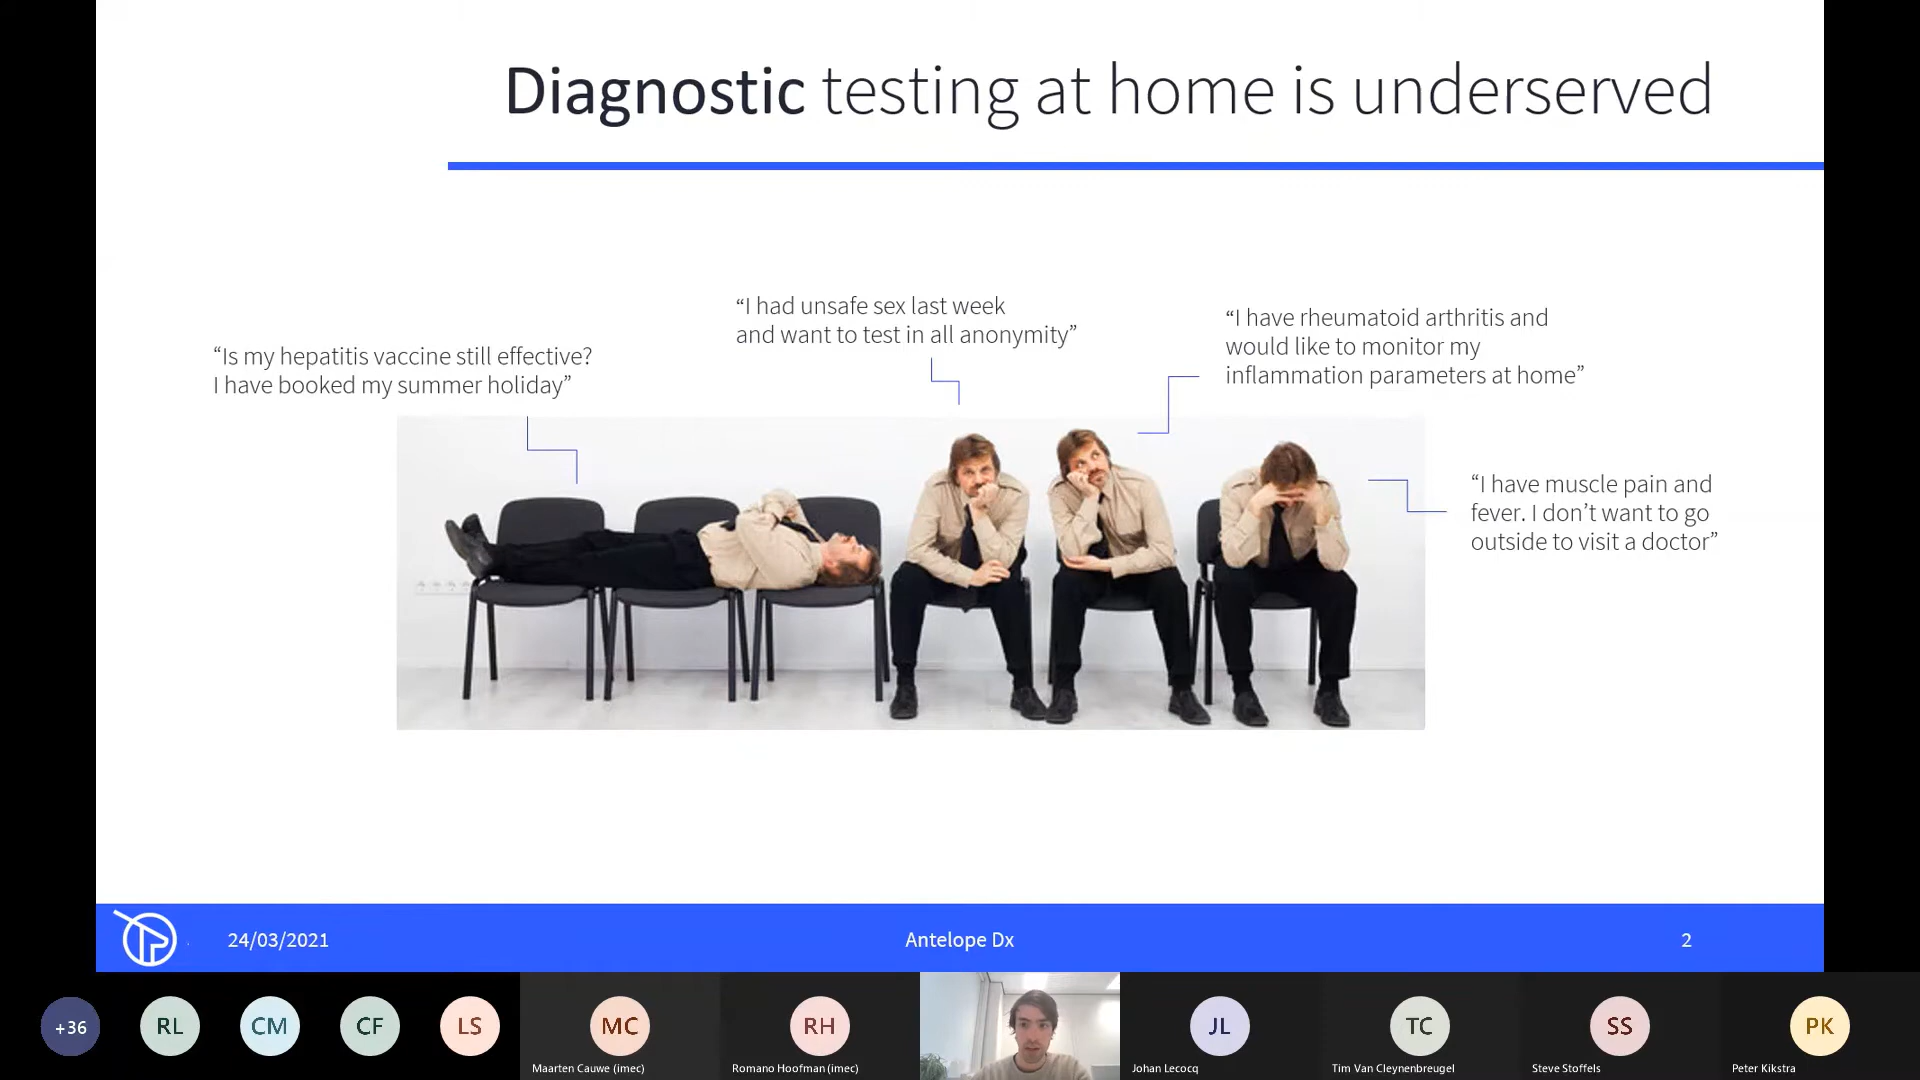 Diagnostic testing at home is underserved
“I had unsafe sex last week
and want to test in all anonymity”
“I have rheumatoid arthritis and
would like to monitor my
inflammation parameters at home”
“Is my hepatitis vaccine still effective?
I have booked my summer holiday”
“I have muscle pain and
fever. I don’t want to go
outside to visit a doctor”
24/03/2021
Antelope Dx
2
+36
RL
CM
CF
LS
MC
RH
JL
TC
SS
PK
Maarten Cauwe (imec)
Romano Hoofman (imec)
Johan Lecocq
Tim Van Cleynenbreugel
Steve Stoffels
Peter Kikstra